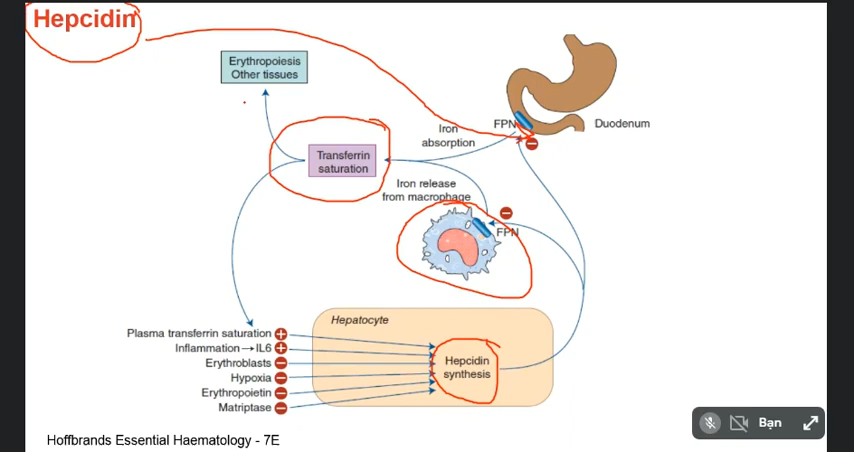 Hepcidin
Erythropoiesis
Other tissues
FPN
Duodenum
Iron
absorption
Transferrin
saturation
Iron release
from macrophage
FPN
Hepatocyte
Plasma transferrin saturation +
Inflammation→IL6 +
Erythroblasts −
Hypoxia −
Erythropoietin −
Matriptase −
Hepcidin
synthesis
Hoffbrands Essential Haematology - 7E
Bạn